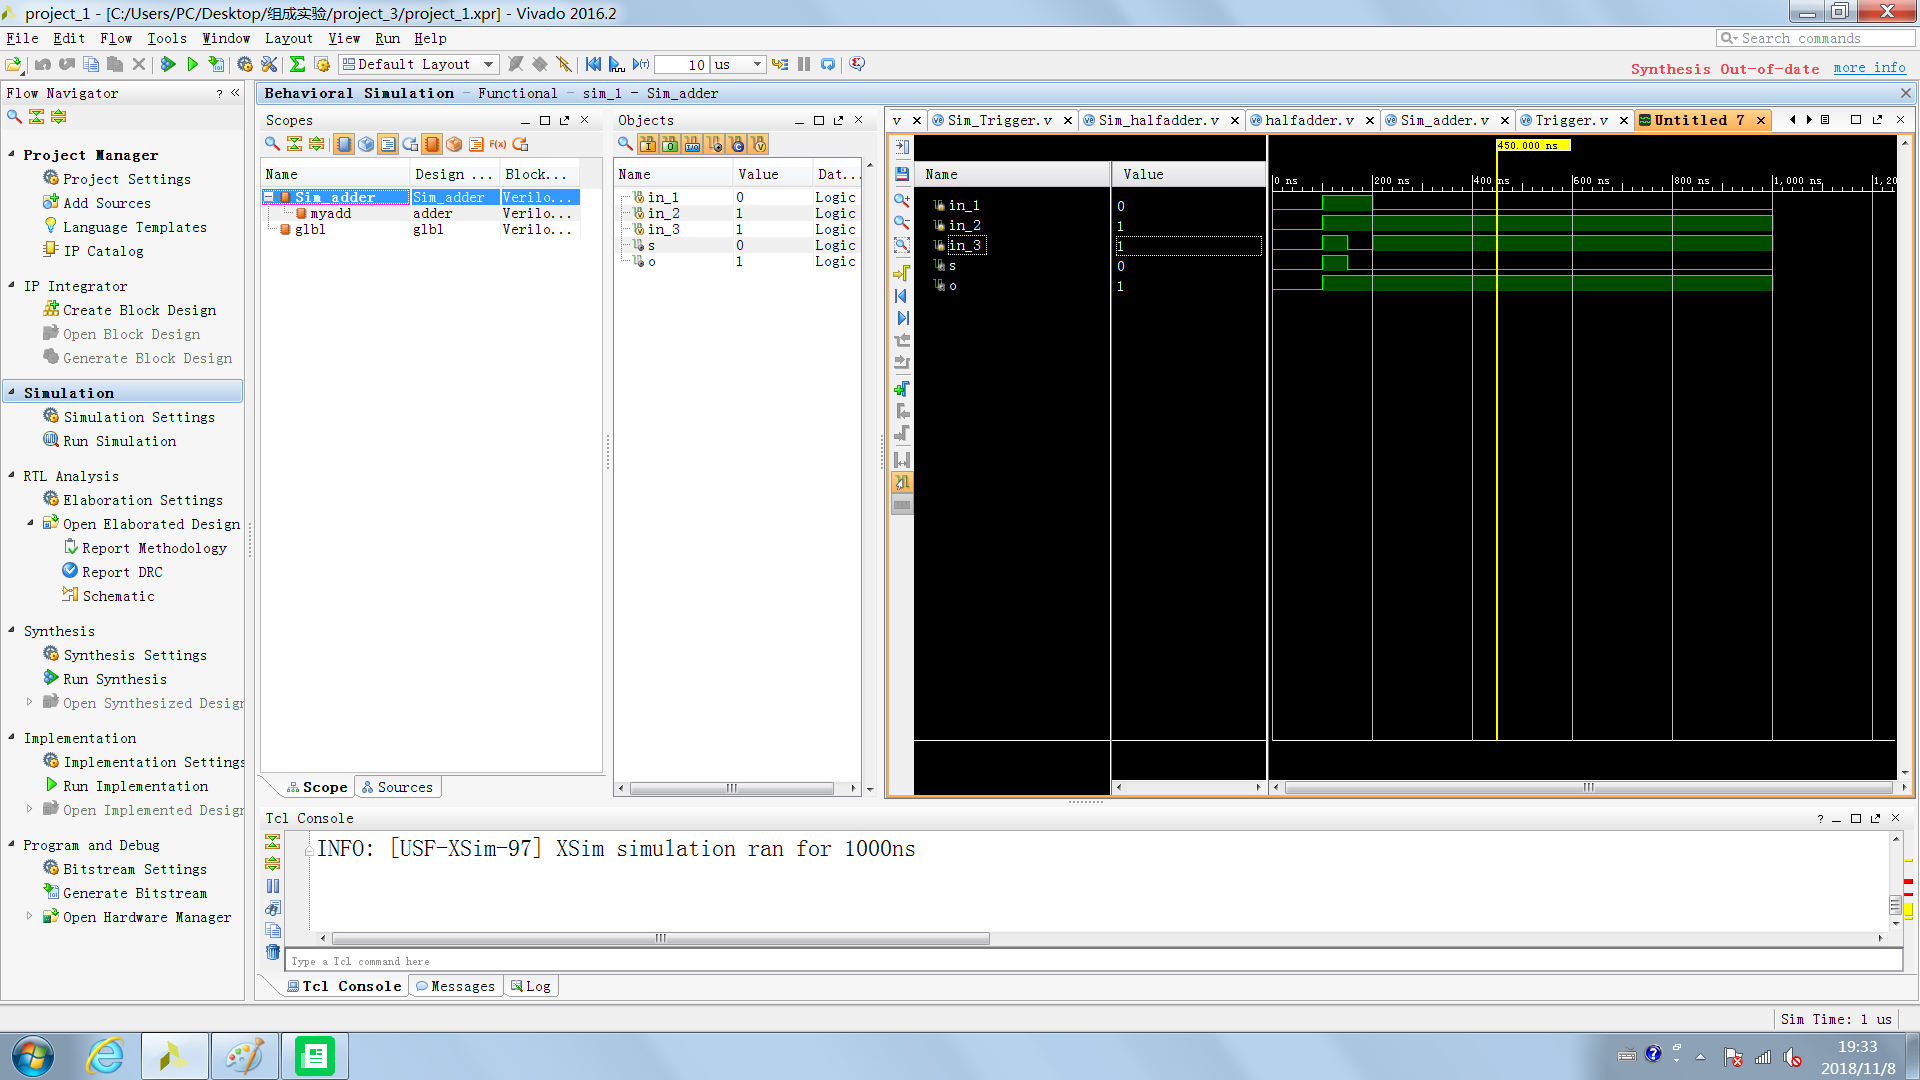 project_1 - [C:/Users/PC/Desktop/组成实验/project_3/project_1.xpr] - Vivado 2016.2
File Edit Flow Tools Window Layout View Run Help
Search commands
Default Layout
10 us
Synthesis Out-of-date more info
Flow Navigator
Behavioral Simulation - Functional - sim_1 - Sim_adder
Project Manager
Project Settings
Add Sources
Language Templates
IP Catalog
IP Integrator
Create Block Design
Open Block Design
Generate Block Design
Simulation
Simulation Settings
Run Simulation
RTL Analysis
Elaboration Settings
Open Elaborated Design
Report Methodology
Report DRC
Schematic
Synthesis
Synthesis Settings
Run Synthesis
Open Synthesized Design
Implementation
Implementation Settings
Run Implementation
Open Implemented Design
Program and Debug
Bitstream Settings
Generate Bitstream
Open Hardware Manager
Scopes
Name Design ... Block...
Sim_adder Sim_adder Verilo...
myadd adder Verilo...
glbl glbl Verilo...
Scope Sources
Objects
Name Value Dat...
in_1 0 Logic
in_2 1 Logic
in_3 1 Logic
s 0 Logic
o 1 Logic
v Sim_Trigger.v Sim_halfadder.v halfadder.v Sim_adder.v Trigger.v Untitled 7
450.000 ns
Name Value
0 ns 200 ns 400 ns 600 ns 800 ns 1,000 ns 1,20
in_1 0
in_2 1
in_3 1
s 0
o 1
Tcl Console
INFO: [USF-XSim-97] XSim simulation ran for 1000ns
Type a Tcl command here
Tcl Console Messages Log
Sim Time: 1 us
19:33
2018/11/8